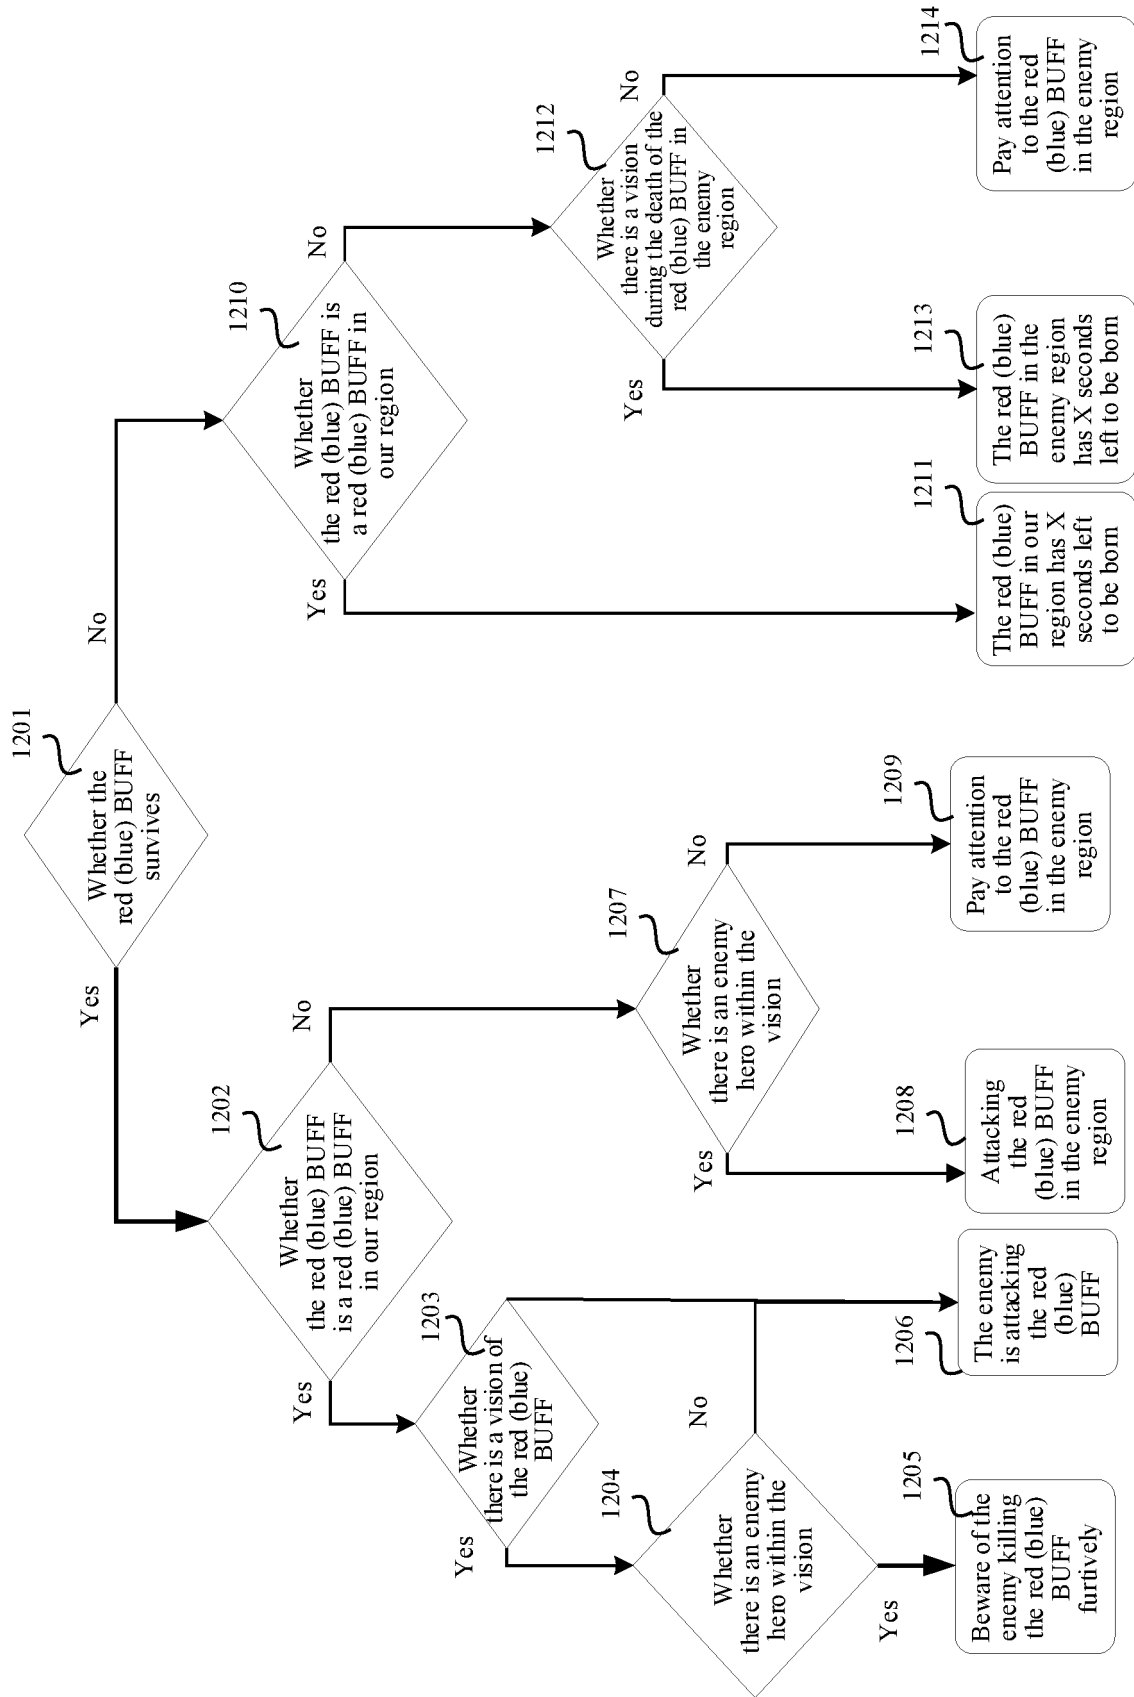 1201
Whether the
red (blue) BUFF
survives
Yes
No
1202
Whether
the red (blue) BUFF
is a red (blue) BUFF
in our region
Yes
No
1210
Whether
the red (blue) BUFF is
a red (blue) BUFF in
our region
Yes
No
1203
Whether
there is a vision of
the red (blue)
BUFF
Yes
1204
Whether
there is an enemy
hero within the
vision
No
Yes
1207
Whether
there is an enemy
hero within the
vision
Yes
No
1212
Whether
there is a vision
during the death of the
red (blue) BUFF in
the enemy
region
Yes
No
1205
Beware of the
enemy killing
the red (blue)
BUFF
furtively
1206
The enemy
is attacking
the red
(blue)
BUFF
1208
Attacking
the red
(blue) BUFF
in the enemy
region
1209
Pay attention
to the red
(blue) BUFF
in the enemy
region
1211
The red (blue)
BUFF in our
region has X
seconds left
to be born
1213
The red (blue)
BUFF in the
enemy region
has X seconds
left to be born
1214
Pay attention
to the red
(blue) BUFF
in the enemy
region